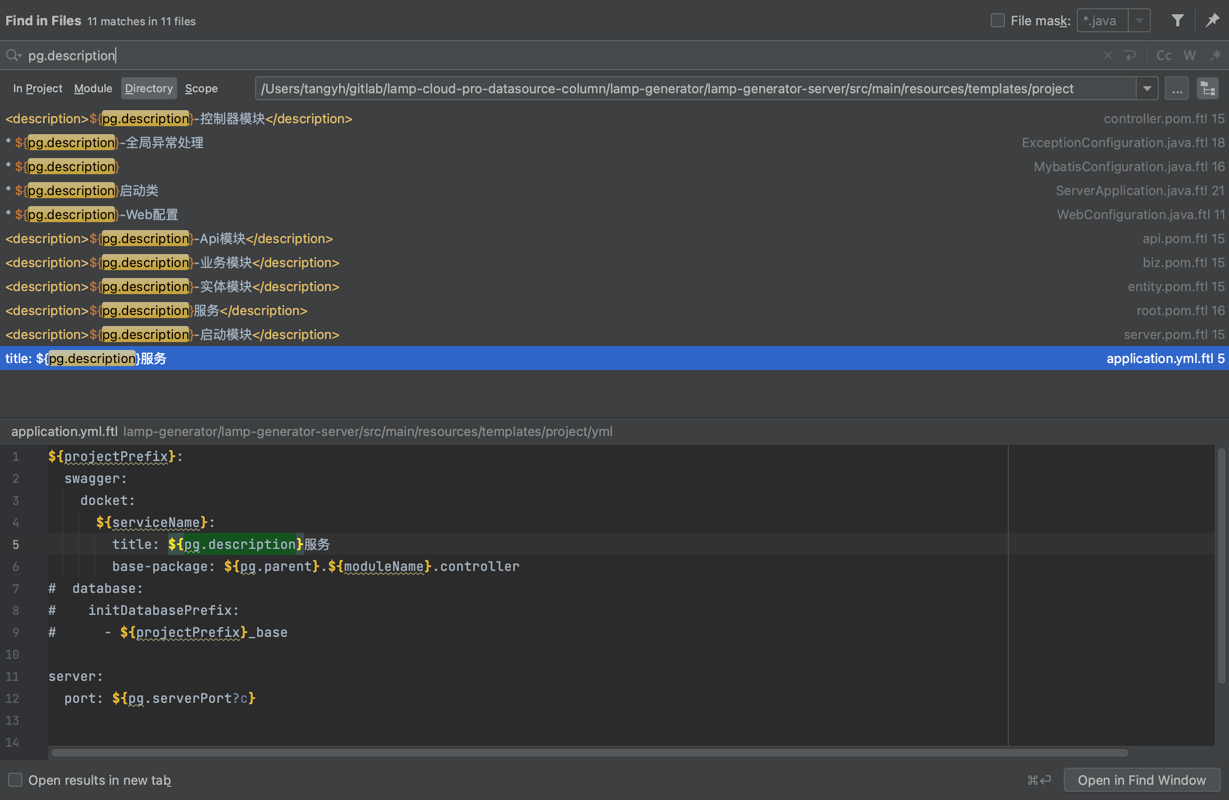 Find in Files 11 matches in 11 files File mask: *.java
pg.description Cc W .*
In Project Module Directory Scope /Users/tangyh/gitlab/lamp-cloud-pro-datasource-column/lamp-generator/lamp-generator-server/src/main/resources/templates/project ...
<description>${pg.description}-控制器模块</description> controller.pom.ftl 15
* ${pg.description}-全局异常处理 ExceptionConfiguration.java.ftl 18
* ${pg.description} MybatisConfiguration.java.ftl 16
* ${pg.description}启动类 ServerApplication.java.ftl 21
* ${pg.description}-Web配置 WebConfiguration.java.ftl 11
<description>${pg.description}-Api模块</description> api.pom.ftl 15
<description>${pg.description}-业务模块</description> biz.pom.ftl 15
<description>${pg.description}-实体模块</description> entity.pom.ftl 15
<description>${pg.description}服务</description> root.pom.ftl 16
<description>${pg.description}-启动模块</description> server.pom.ftl 15
title: ${pg.description}服务 application.yml.ftl 5
application.yml.ftl lamp-generator/lamp-generator-server/src/main/resources/templates/project/yml
1 ${projectPrefix}:
2 swagger:
3 docket:
4 ${serviceName}:
5 title: ${pg.description}服务
6 base-package: ${pg.parent}.${moduleName}.controller
7 # database:
8 # initDatabasePrefix:
9 # - ${projectPrefix}_base
10
11 server:
12 port: ${pg.serverPort?c}
13
14
Open results in new tab ⌘↩ Open in Find Window